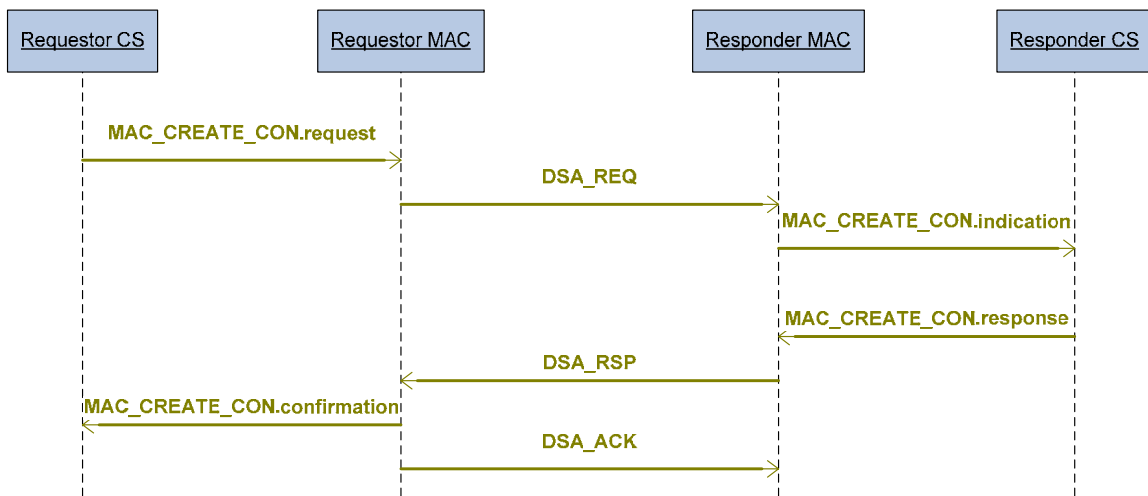 Requestor CS
Requestor MAC
Responder MAC
Responder CS
MAC_CREATE_CON.request
DSA_REQ
MAC_CREATE_CON.indication
MAC_CREATE_CON.response
DSA_RSP
MAC_CREATE_CON.confirmation
DSA_ACK